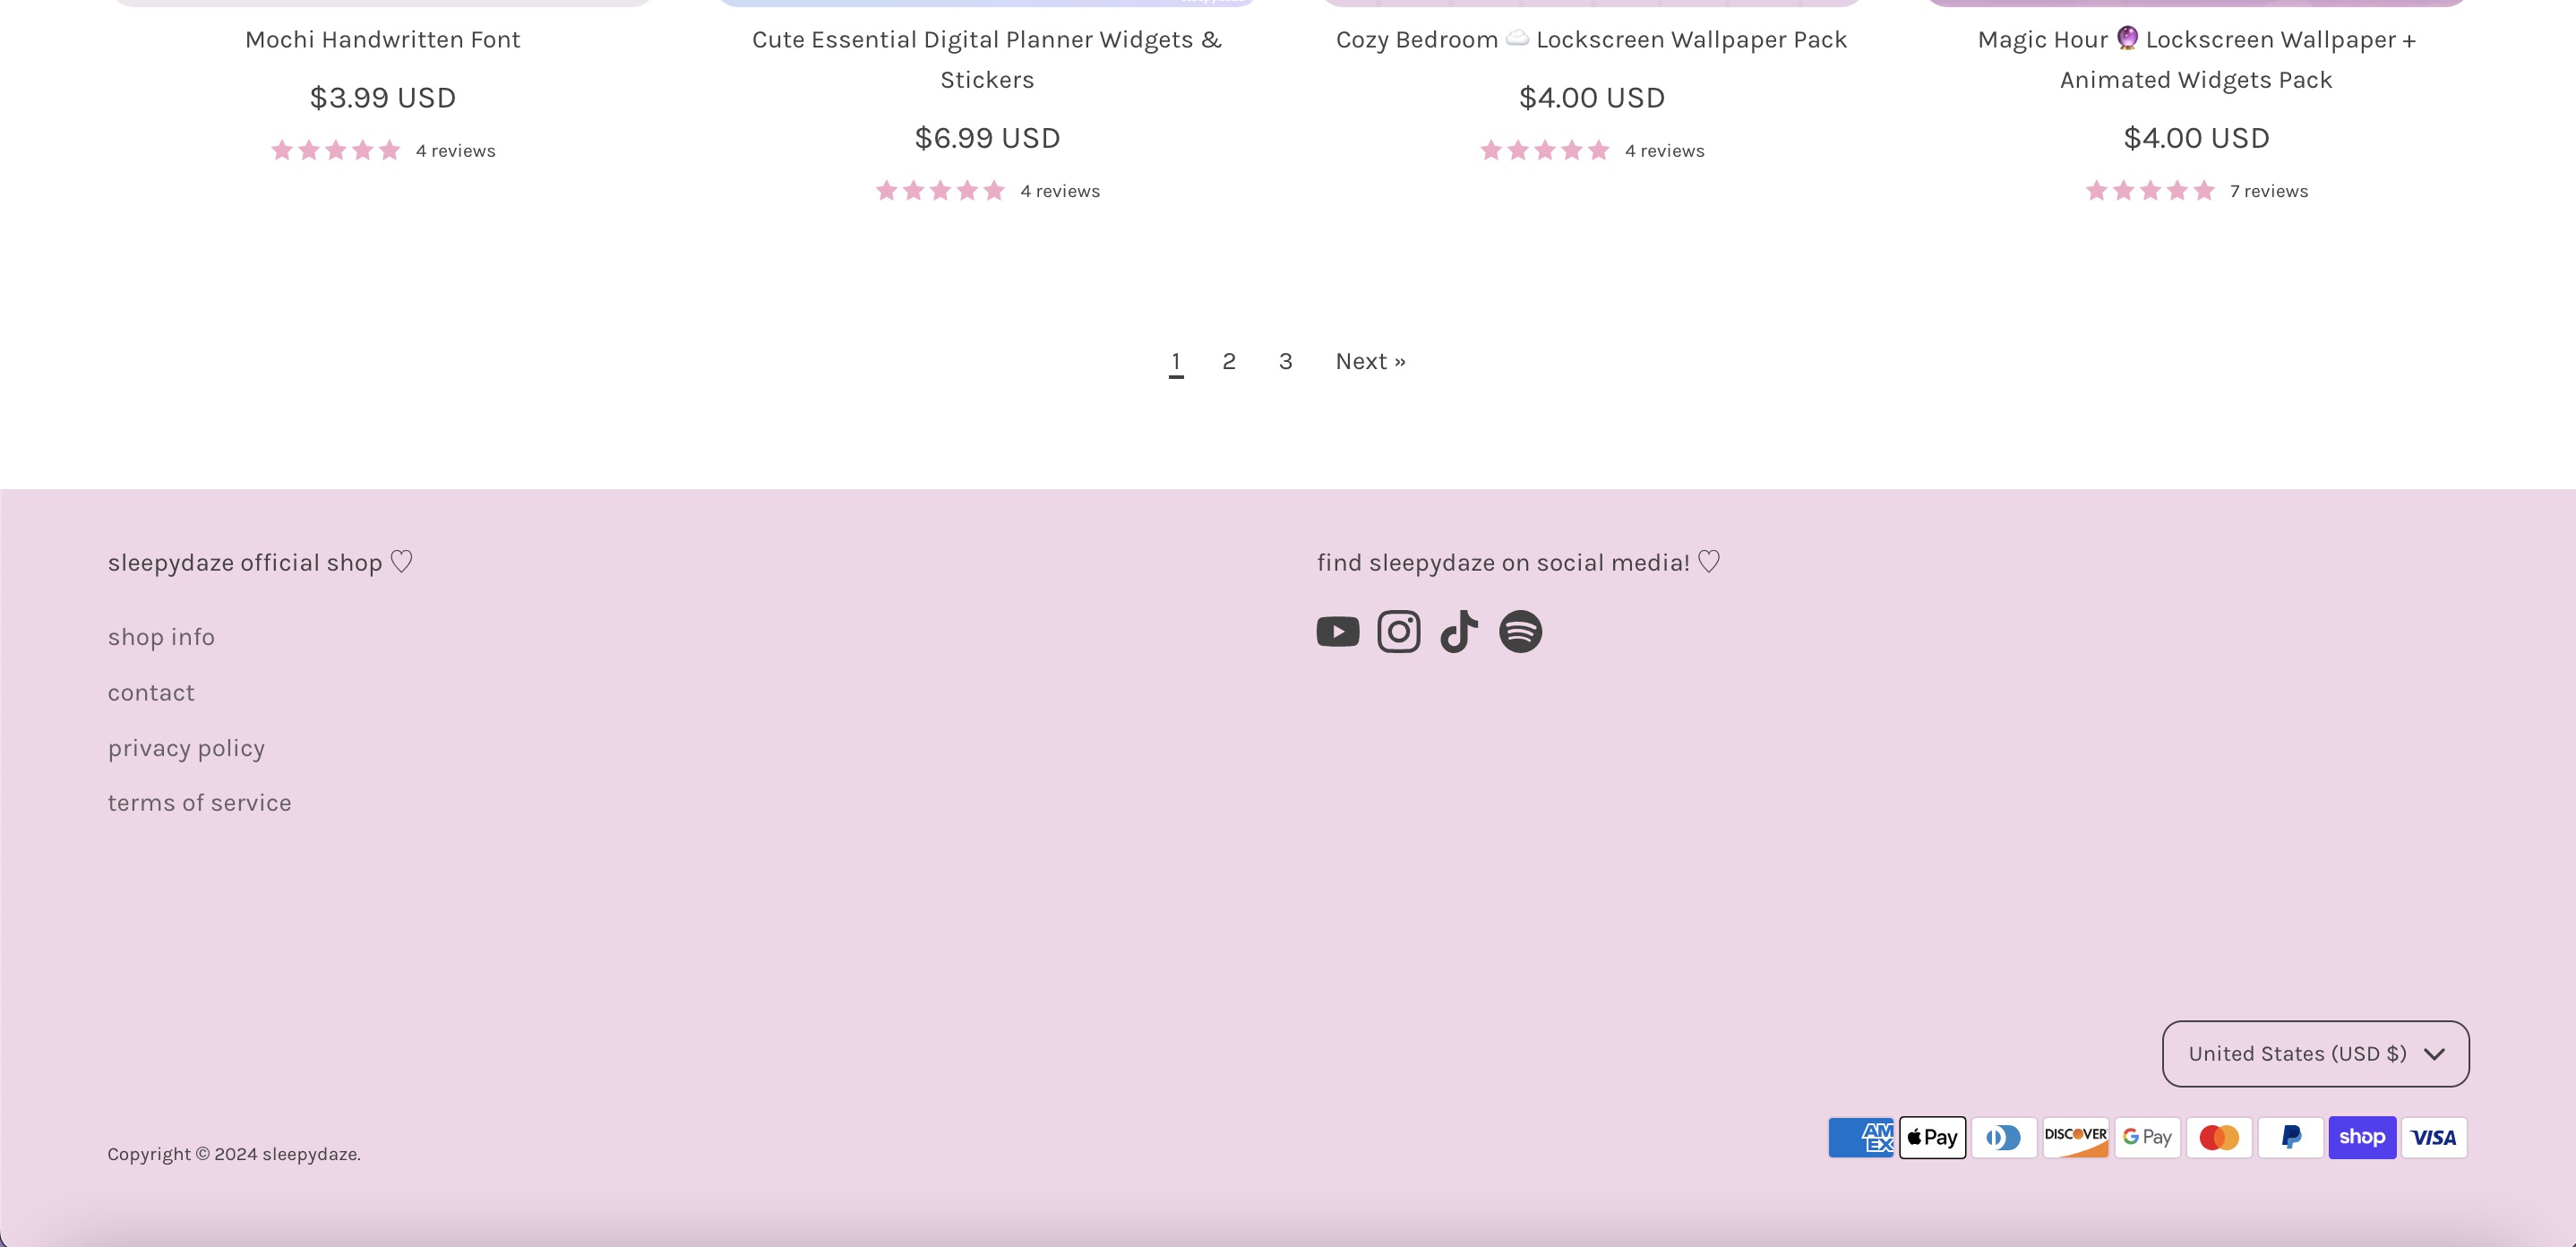 Mochi Handwritten Font
$3.99 USD
4 reviews
Cute Essential Digital Planner Widgets &
Stickers
$6.99 USD
4 reviews
Cozy Bedroom ☁️ Lockscreen Wallpaper Pack
$4.00 USD
4 reviews
Magic Hour 🔮 Lockscreen Wallpaper +
Animated Widgets Pack
$4.00 USD
7 reviews
1 2 3 Next »
sleepydaze official shop ♡
shop info
contact
privacy policy
terms of service
find sleepydaze on social media! ♡
United States (USD $)
Copyright © 2024 sleepydaze.
AM
EX
Pay
DISCOVER
G Pay
shop
VISA